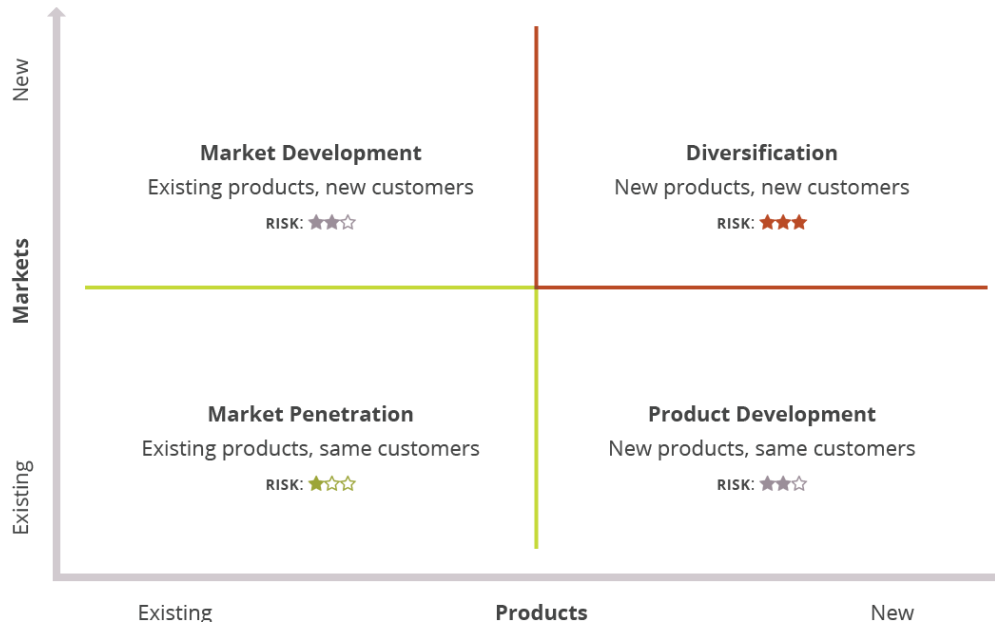 New
Market Development
Existing products, new customers
RISK:
Diversification
New products, new customers
RISK:
Markets
Market Penetration
Existing products, same customers
RISK:
Product Development
New products, same customers
RISK:
Existing
Existing
Products
New